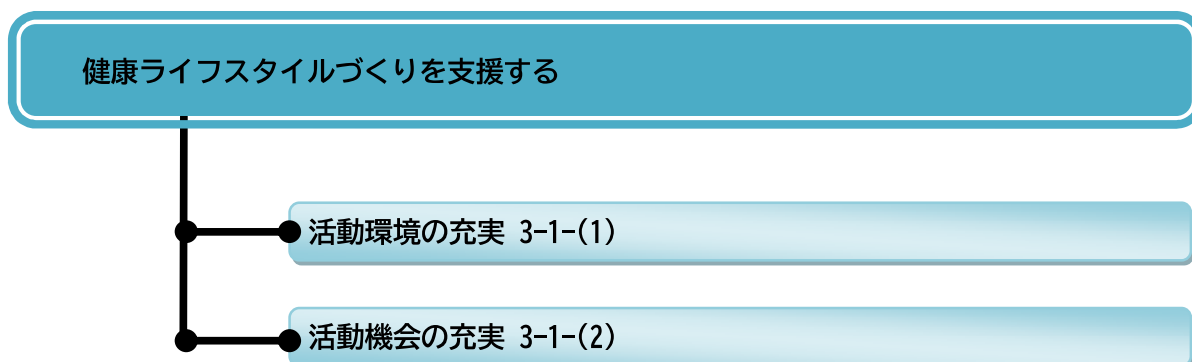 健康ライフスタイルづくりを支援する
活動環境の充実 3-1-(1)
活動機会の充実 3-1-(2)